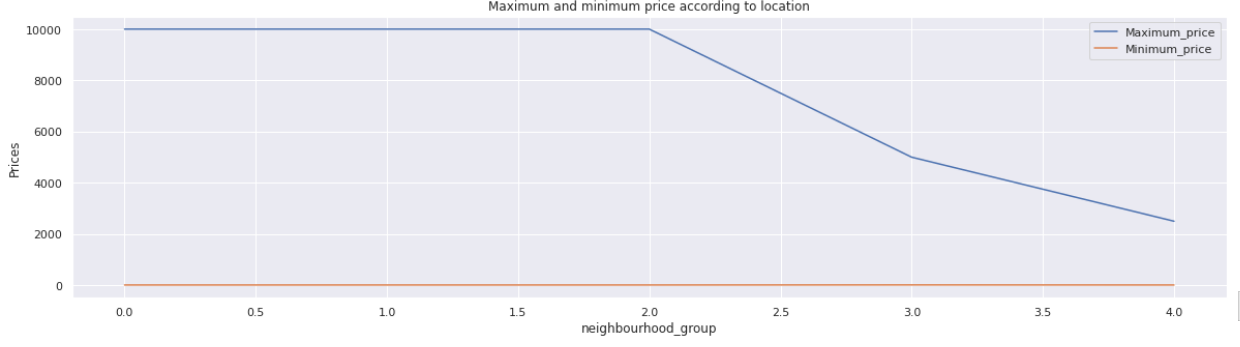 Maximum and minimum price according to location
Maximum_price
Minimum_price
10000
8000
6000
4000
2000
0
Prices
0.0 0.5 1.0 1.5 2.0 2.5 3.0 3.5 4.0
neighbourhood_group